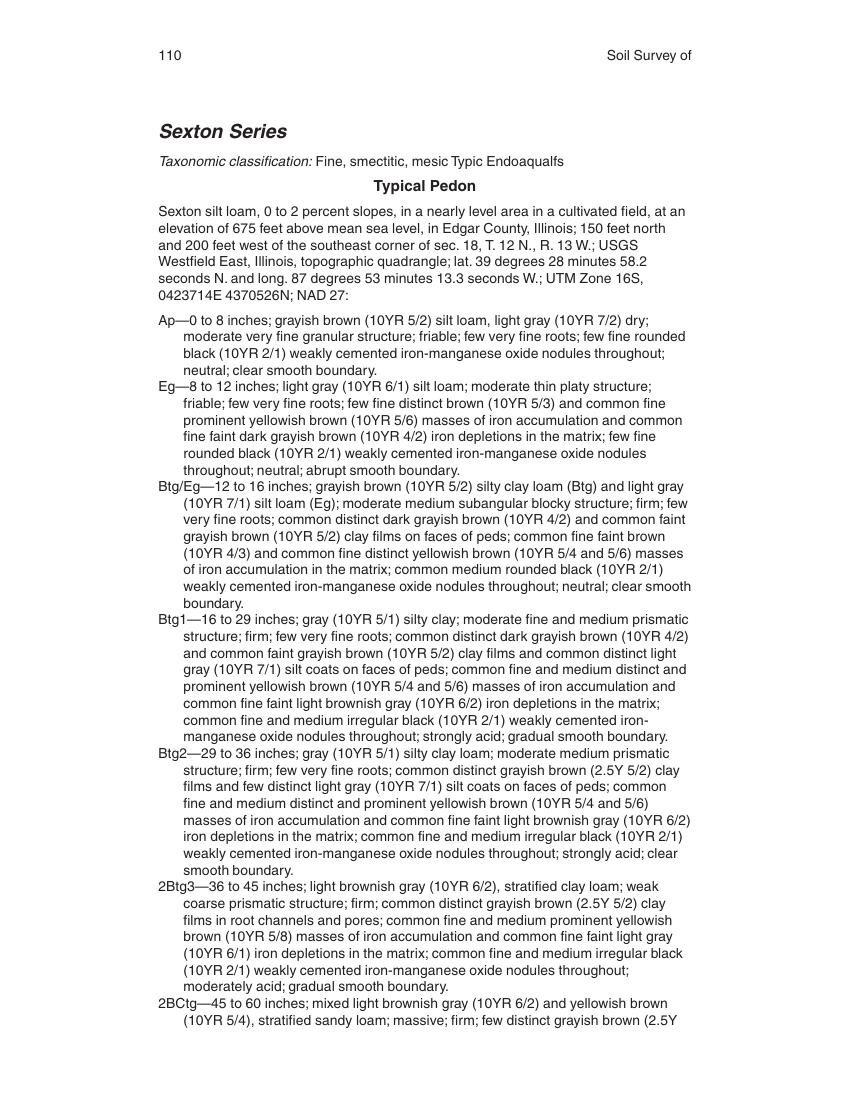 110
Soil Survey of
Sexton Series
Taxonomic classification: Fine, smectitic, mesic Typic Endoaqualfs
Typical Pedon
Sexton silt loam, 0 to 2 percent slopes, in a nearly level area in a cultivated field, at an
elevation of 675 feet above mean sea level, in Edgar County, Illinois; 150 feet north
and 200 feet west of the southeast corner of sec. 18, T. 12 N., R. 13 W.; USGS
Westfield East, Illinois, topographic quadrangle; lat. 39 degrees 28 minutes 58.2
seconds N. and long. 87 degrees 53 minutes 13.3 seconds W.; UTM Zone 16S,
0423714E 4370526N; NAD 27:
Ap—0 to 8 inches; grayish brown (10YR 5/2) silt loam, light gray (10YR 7/2) dry;
moderate very fine granular structure; friable; few very fine roots; few fine rounded
black (10YR 2/1) weakly cemented iron-manganese oxide nodules throughout;
neutral; clear smooth boundary.
Eg—8 to 12 inches; light gray (10YR 6/1) silt loam; moderate thin platy structure;
friable; few very fine roots; few fine distinct brown (10YR 5/3) and common fine
prominent yellowish brown (10YR 5/6) masses of iron accumulation and common
fine faint dark grayish brown (10YR 4/2) iron depletions in the matrix; few fine
rounded black (10YR 2/1) weakly cemented iron-manganese oxide nodules
throughout; neutral; abrupt smooth boundary.
Btg/Eg—12 to 16 inches; grayish brown (10YR 5/2) silty clay loam (Btg) and light gray
(10YR 7/1) silt loam (Eg); moderate medium subangular blocky structure; firm; few
very fine roots; common distinct dark grayish brown (10YR 4/2) and common faint
grayish brown (10YR 5/2) clay films on faces of peds; common fine faint brown
(10YR 4/3) and common fine distinct yellowish brown (10YR 5/4 and 5/6) masses
of iron accumulation in the matrix; common medium rounded black (10YR 2/1)
weakly cemented iron-manganese oxide nodules throughout; neutral; clear smooth
boundary.
Btg1—16 to 29 inches; gray (10YR 5/1) silty clay; moderate fine and medium prismatic
structure; firm; few very fine roots; common distinct dark grayish brown (10YR 4/2)
and common faint grayish brown (10YR 5/2) clay films and common distinct light
gray (10YR 7/1) silt coats on faces of peds; common fine and medium distinct and
prominent yellowish brown (10YR 5/4 and 5/6) masses of iron accumulation and
common fine faint light brownish gray (10YR 6/2) iron depletions in the matrix;
common fine and medium irregular black (10YR 2/1) weakly cemented iron-
manganese oxide nodules throughout; strongly acid; gradual smooth boundary.
Btg2—29 to 36 inches; gray (10YR 5/1) silty clay loam; moderate medium prismatic
structure; firm; few very fine roots; common distinct grayish brown (2.5Y 5/2) clay
films and few distinct light gray (10YR 7/1) silt coats on faces of peds; common
fine and medium distinct and prominent yellowish brown (10YR 5/4 and 5/6)
masses of iron accumulation and common fine faint light brownish gray (10YR 6/2)
iron depletions in the matrix; common fine and medium irregular black (10YR 2/1)
weakly cemented iron-manganese oxide nodules throughout; strongly acid; clear
smooth boundary.
2Btg3—36 to 45 inches; light brownish gray (10YR 6/2), stratified clay loam; weak
coarse prismatic structure; firm; common distinct grayish brown (2.5Y 5/2) clay
films in root channels and pores; common fine and medium prominent yellowish
brown (10YR 5/8) masses of iron accumulation and common fine faint light gray
(10YR 6/1) iron depletions in the matrix; common fine and medium irregular black
(10YR 2/1) weakly cemented iron-manganese oxide nodules throughout;
moderately acid; gradual smooth boundary.
2BCtg—45 to 60 inches; mixed light brownish gray (10YR 6/2) and yellowish brown
(10YR 5/4), stratified sandy loam; massive; firm; few distinct grayish brown (2.5Y